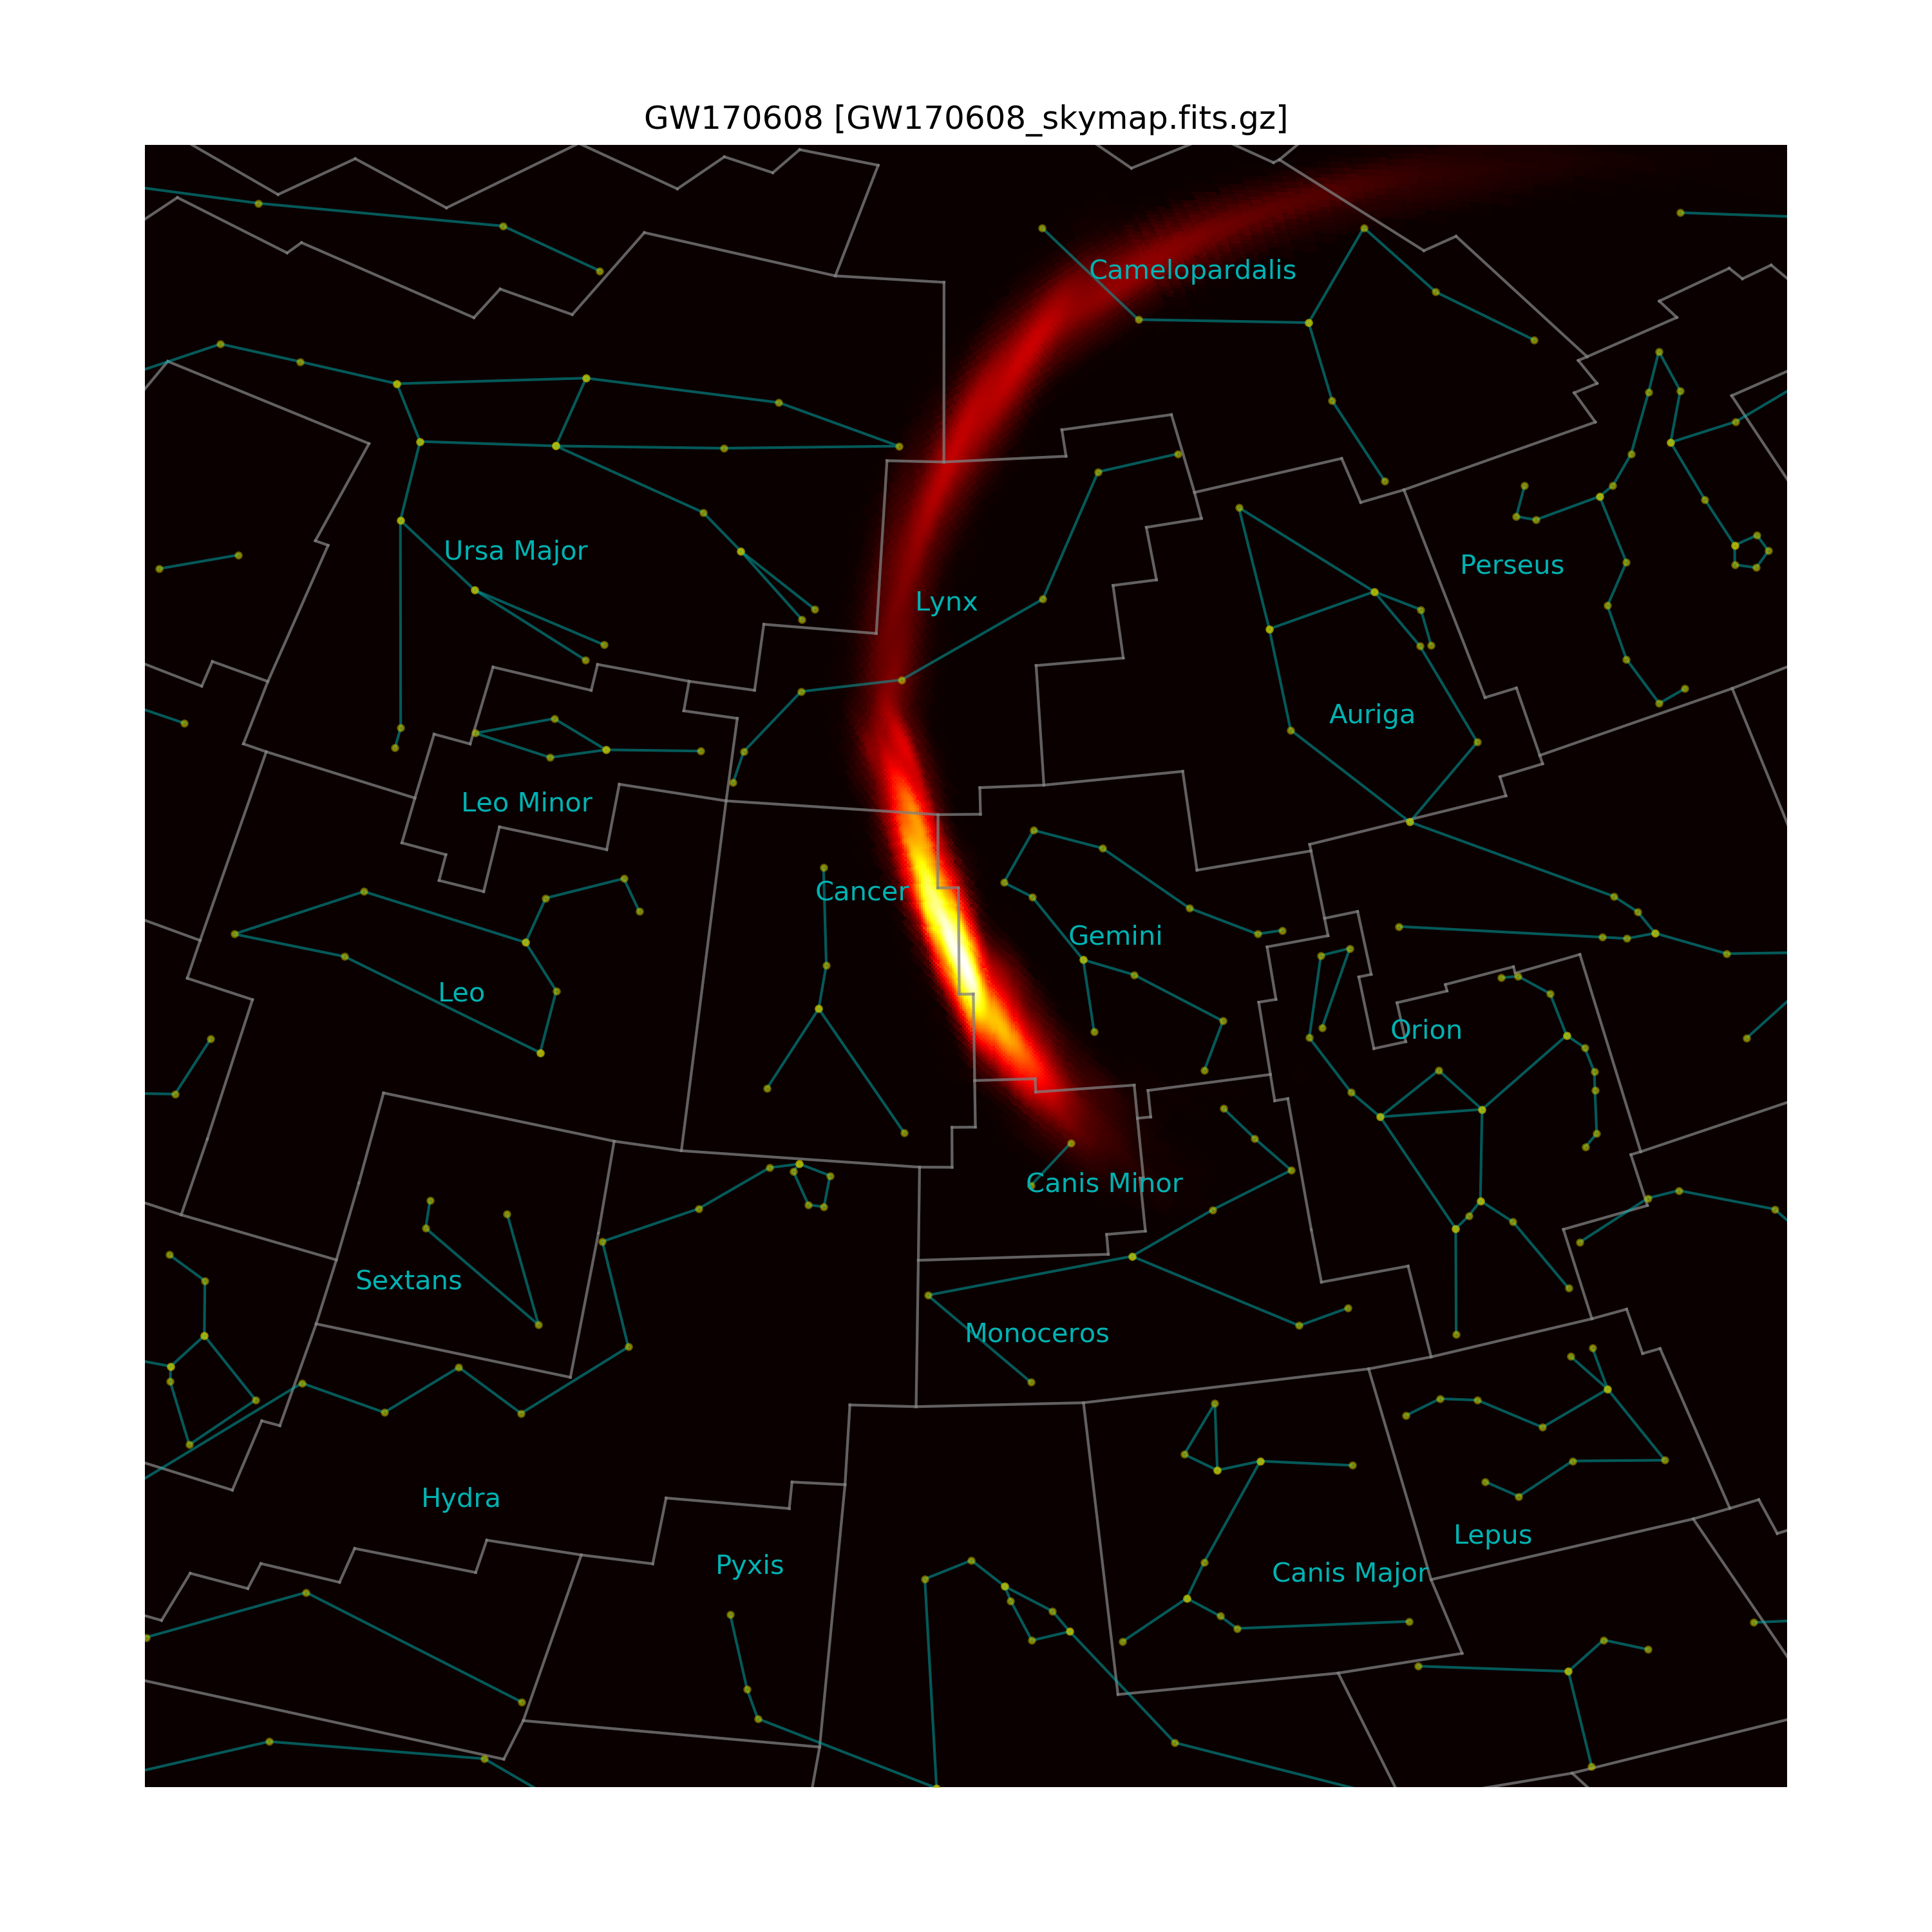 GW170608 [GW170608_skymap.fits.gz]
Camelopardalis
Ursa Major
Perseus
Lynx
Auriga
Leo Minor
Cancer
Gemini
Leo
Orion
Canis Minor
Sextans
Monoceros
Hydra
Lepus
Pyxis
Canis Major